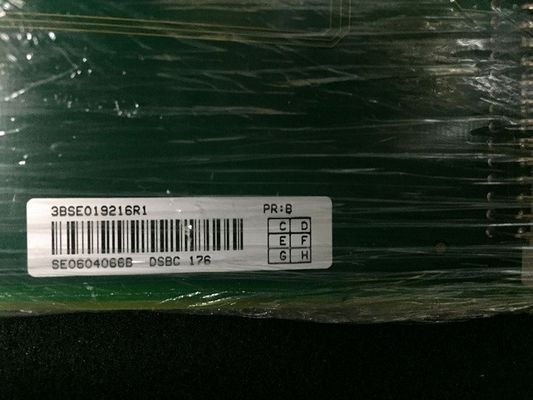 3BSE019216R1
PR:B
C D
E F
G H
SE0604066B DSBC 176